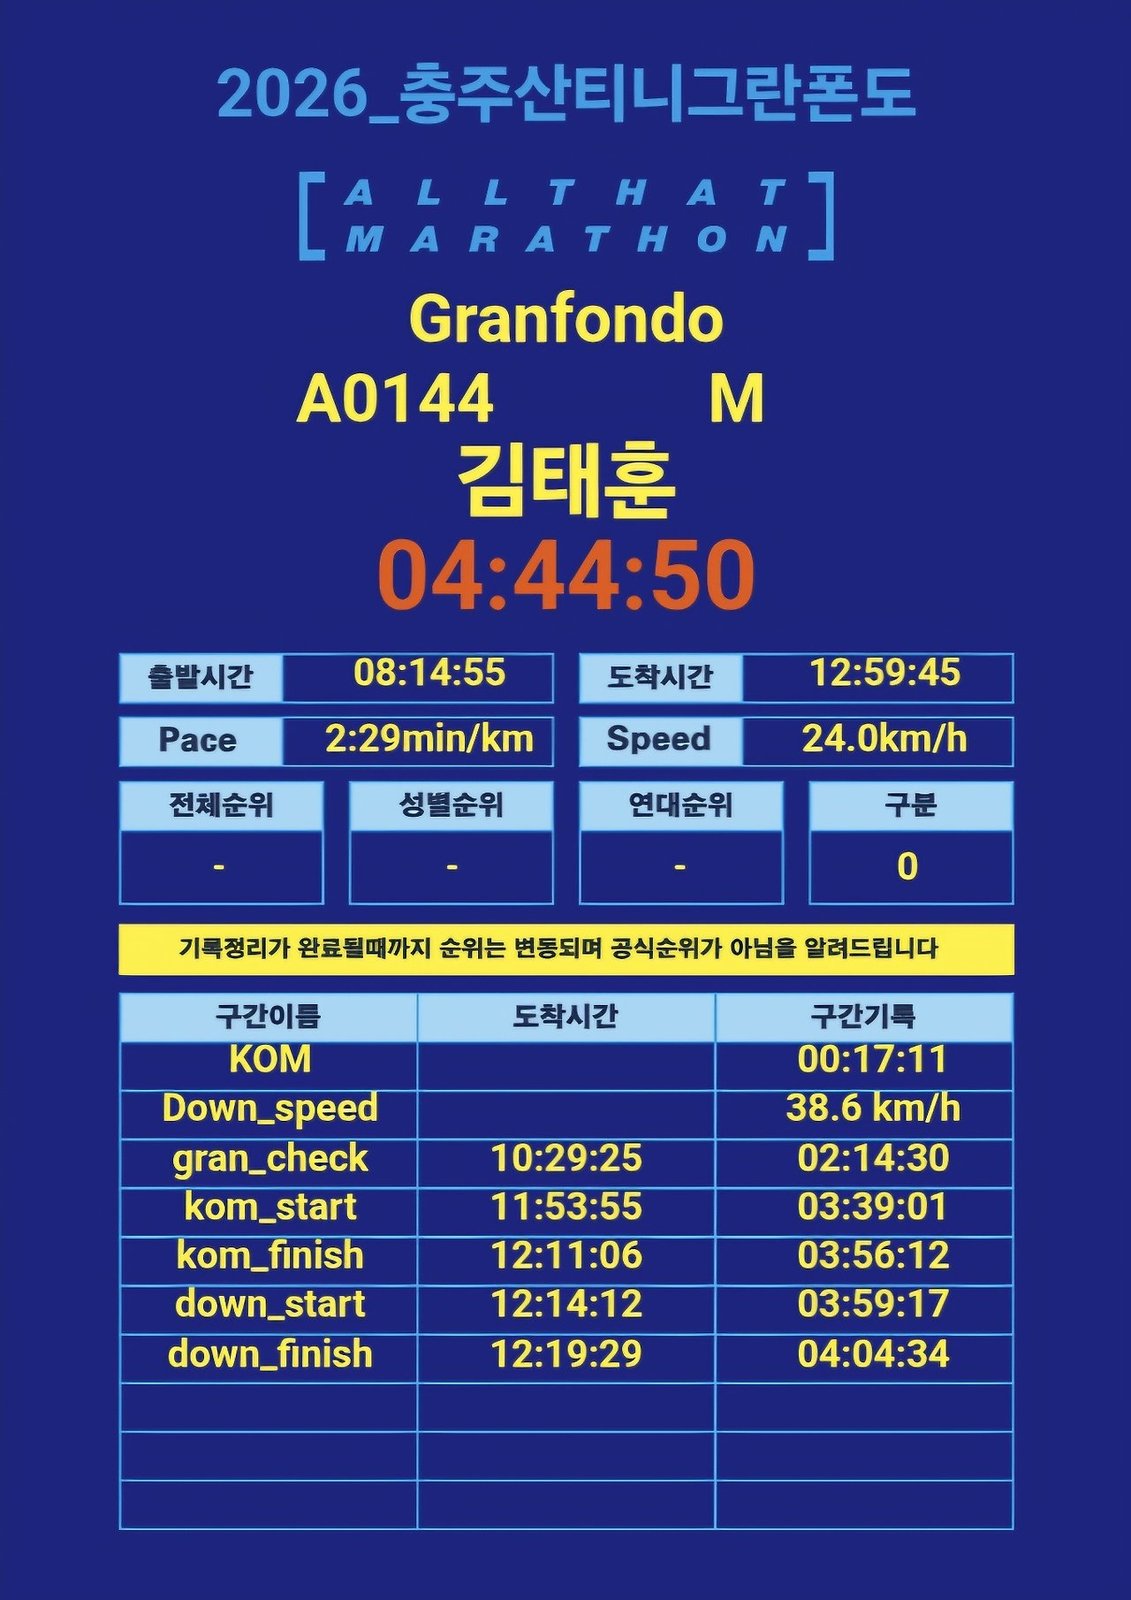 2026_충주산티니그란폰도
ALL THAT
MARATHON
Granfondo
A0144 M
김태훈
04:44:50
출발시간 08:14:55 도착시간 12:59:45
Pace 2:29min/km Speed 24.0km/h
전체순위 성별순위 연대순위 구분
- - - 0
기록정리가 완료될때까지 순위는 변동되며 공식순위가 아님을 알려드립니다
구간이름 도착시간 구간기록
KOM 00:17:11
Down_speed 38.6 km/h
gran_check 10:29:25 02:14:30
kom_start 11:53:55 03:39:01
kom_finish 12:11:06 03:56:12
down_start 12:14:12 03:59:17
down_finish 12:19:29 04:04:34